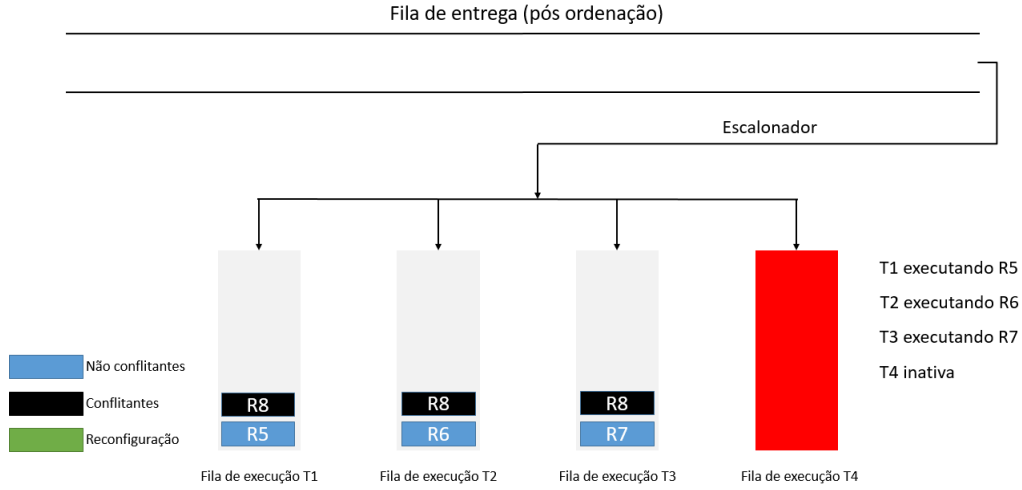 Fila de entrega (pós ordenação)
Escalonador
T1 executando R5
T2 executando R6
T3 executando R7
T4 inativa
Não conflitantes
Conflitantes
Reconfiguração
R8
R8
R8
R5
R6
R7
Fila de execução T1
Fila de execução T2
Fila de execução T3
Fila de execução T4